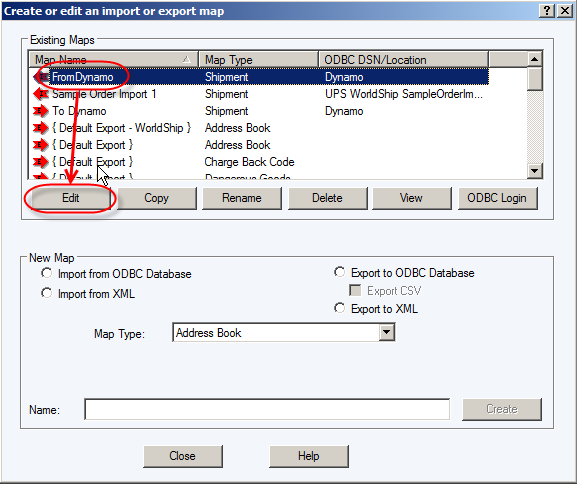 Create or edit an import or export map
Existing Maps
Map Name Map Type ODBC DSN/Location
FromDynamo Shipment Dynamo
Sample Order Import 1 Shipment UPS WorldShip SampleOrderIm...
To Dynamo Shipment Dynamo
{ Default Export - WorldShip } Address Book
{ Default Export } Address Book
{ Default Export } Charge Back Code
{ Default Export } Dangerous Goods
Edit Copy Rename Delete View ODBC Login
New Map
Import from ODBC Database Export to ODBC Database
Export CSV
Import from XML Export to XML
Map Type: Address Book
Name: Create
Close Help